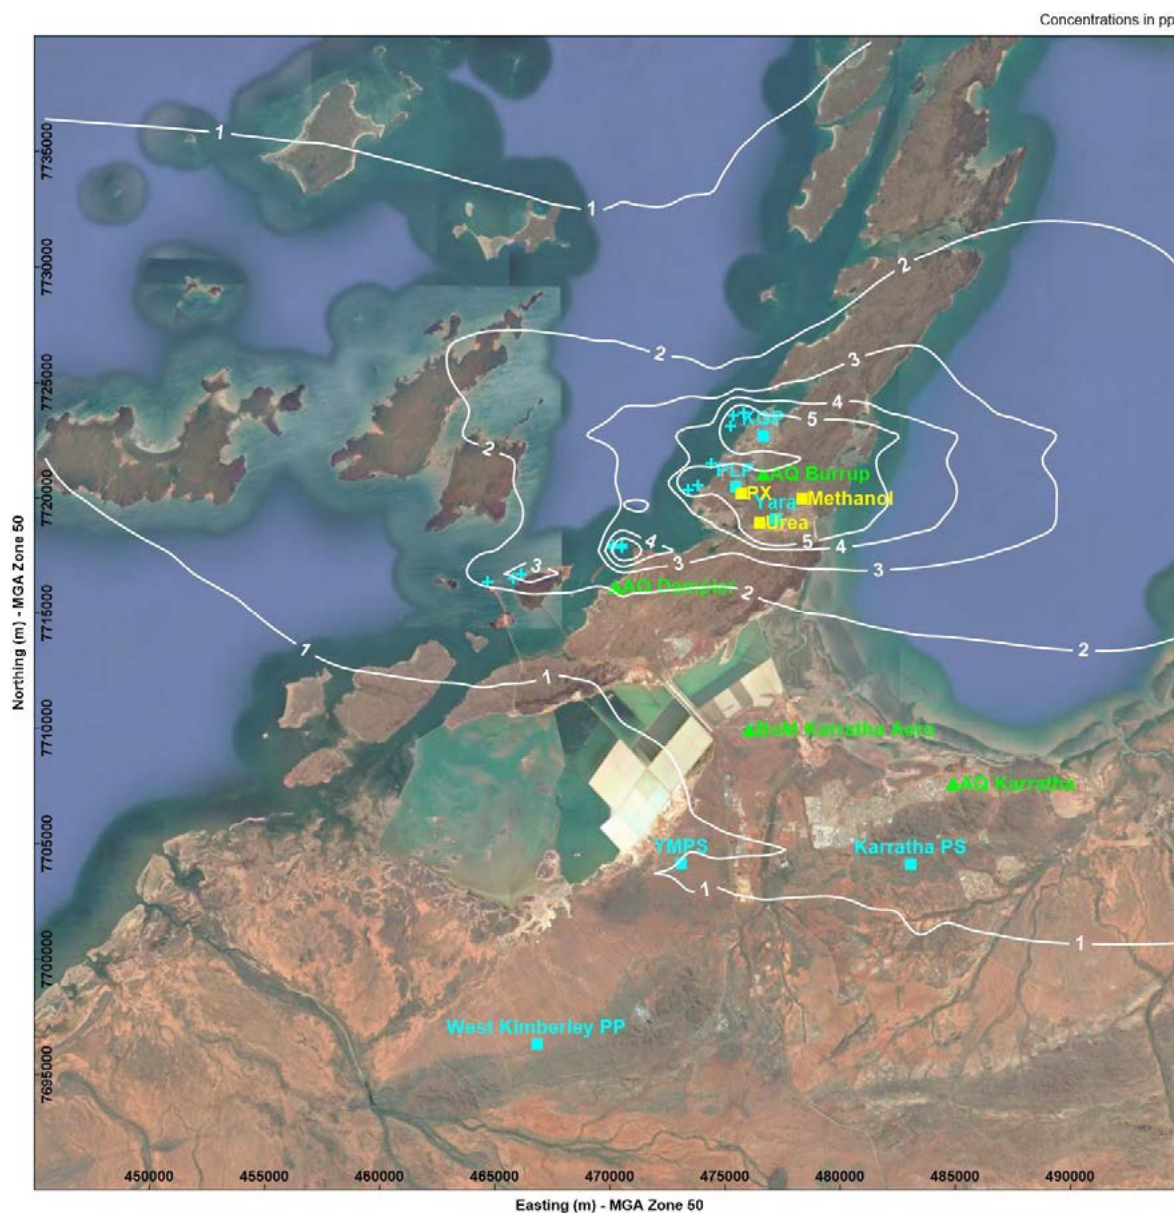 Concentrations in pp
7735000
7730000
7725000
7720000
7715000
7710000
7705000
7700000
7695000
Northing (m) - MGA Zone 50
1
1
1
2
2
3
4
5
KGP
2
PLP
AQ Burrup
PX
Methanol
Yara
Urea
5
4
4
3
3
3
AQ Dampier
2
2
1
1
BoM Karratha Aero
AQ Karratha
YMPS
Karratha PS
1
1
West Kimberley PP
450000
455000
460000
465000
470000
475000
480000
485000
490000
Easting (m) - MGA Zone 50